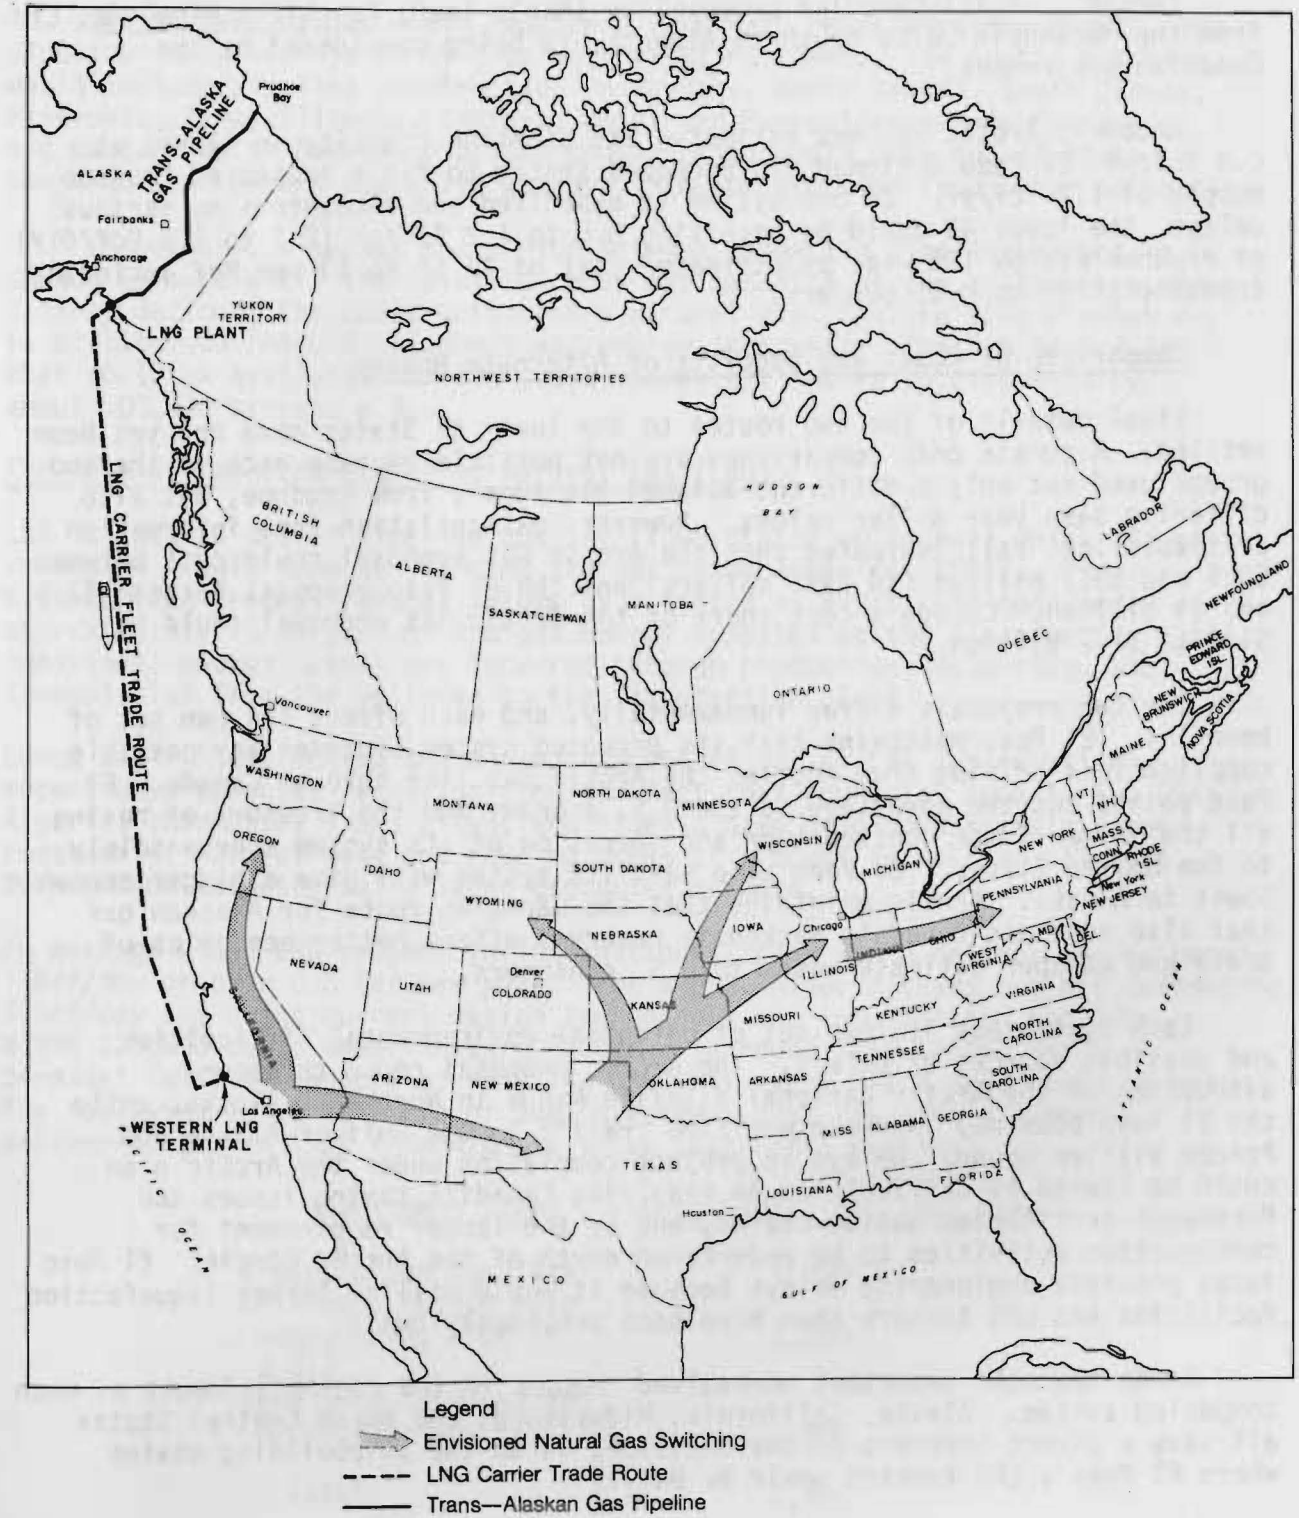 Prudhoe
Bay
TRANS-ALASKA
GAS PIPELINE
ALASKA
Fairbanks
Anchorage
YUKON
TERRITORY
LNG PLANT
NORTHWEST TERRITORIES
HUDSON
BAY
LABRADOR
NEWFOUNDLAND
BRITISH
COLUMBIA
ALBERTA
SASKATCHEWAN
MANITOBA
ONTARIO
QUEBEC
PRINCE
EDWARD
ISL.
NEW
BRUNSWICK
NOVA SCOTIA
LNG CARRIER FLEET TRADE ROUTE
Vancouver
WASHINGTON
MONTANA
NORTH DAKOTA
MINNESOTA
MAINE
VT
NH
OREGON
IDAHO
SOUTH DAKOTA
WISCONSIN
MICHIGAN
NEW YORK
MASS.
CONN
RHODE
ISL.
WYOMING
NEBRASKA
IOWA
Chicago
PENNSYLVANIA
New York
NEW JERSEY
NEVADA
UTAH
Denver
COLORADO
KANSAS
ILLINOIS
INDIANA
OHIO
WEST
VIRGINIA
MD.
DEL.
CALIFORNIA
MISSOURI
KENTUCKY
VIRGINIA
ARIZONA
NEW MEXICO
OKLAHOMA
ARKANSAS
TENNESSEE
NORTH
CAROLINA
SOUTH
CAROLINA
Los Angeles
WESTERN LNG
TERMINAL
TEXAS
MISS
ALABAMA
GEORGIA
LOUISIANA
FLORIDA
Houston
PACIFIC
OCEAN
MEXICO
GULF OF MEXICO
ATLANTIC OCEAN
Legend
Envisioned Natural Gas Switching
LNG Carrier Trade Route
Trans—Alaskan Gas Pipeline